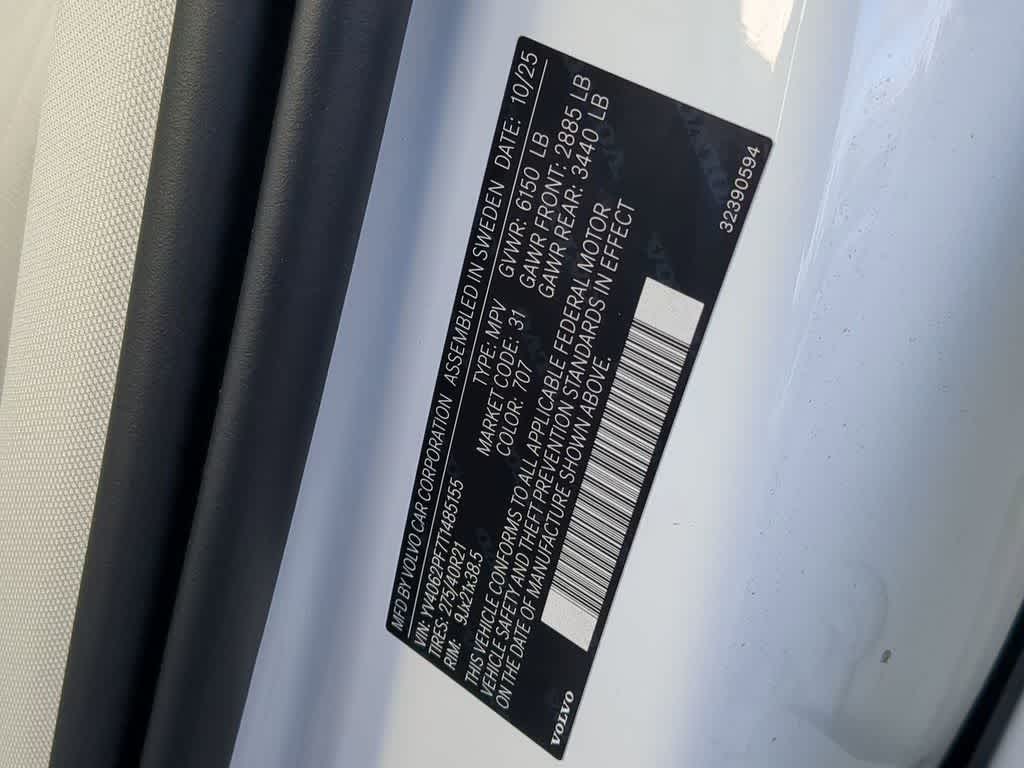 MFD BY VOLVO CAR CORPORATION ASSEMBLED IN SWEDEN DATE: 10/25
VIN: YV4062PF7T1485155 TYPE: MPV GVWR: 6150 LB
TIRES: 275/40R21 MARKET CODE: 31 GAWR FRONT: 2885 LB
RIM. 9Jx21x38.5 COLOR: 707 GAWR REAR: 3440 LB
THIS VEHICLE CONFORMS TO ALL APPLICABLE FEDERAL MOTOR
VEHICLE SAFETY AND THEFT PREVENTION STANDARDS IN EFFECT
ON THE DATE OF MANUFACTURE SHOWN ABOVE.
VOLVO 32390594